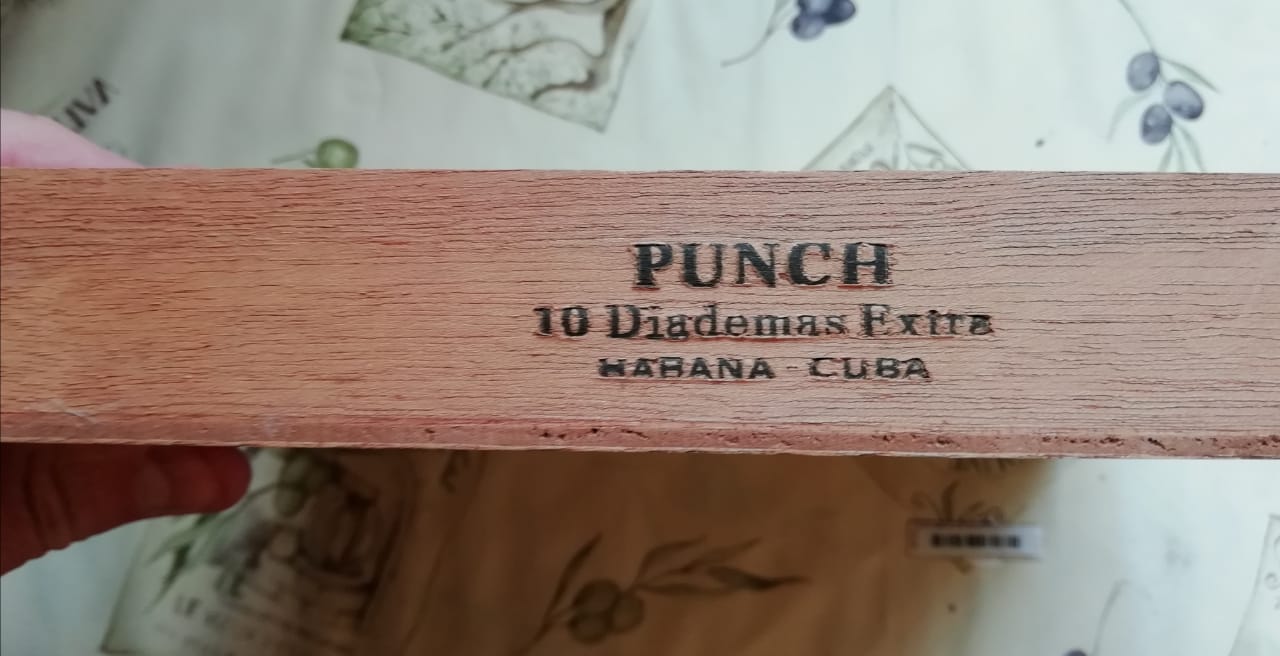 PUNCH
10 Diademas Extra
HABANA - CUBA